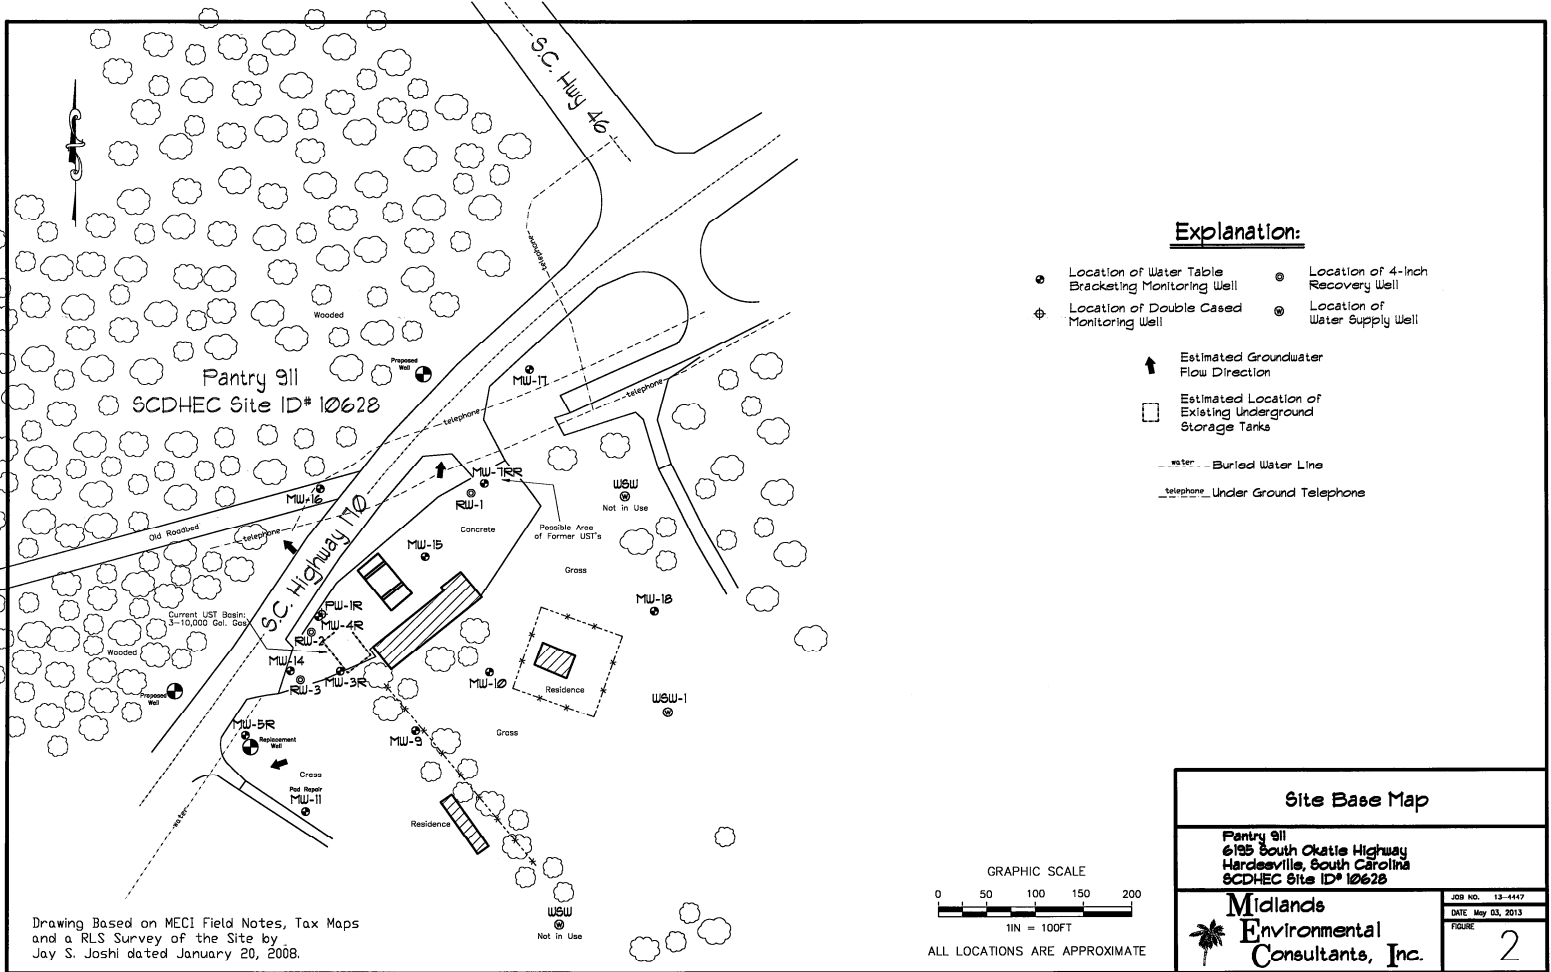 S.C. Hwy 46
telephone
Wooded
Proposed
Well
Pantry 911
SCDHEC Site ID# 10628
MW-17
telephone
telephone
MW-16
MW-7RR
RW-1
WSW
Not in Use
Old Roadbed
telephone
S.C. Highway 170
Concrete
Possible Area
of Former UST's
MW-15
Grass
MW-18
Current UST Basin:
3-10,000 Gal. Gas
PW-1R
MW-4R
RW-2
Wooded
MW-14
RW-3
MW-3R
MW-10
Residence
WSW-1
Proposed
Well
MW-5R
Replacement
Well
MW-9
Grass
Grass
Pad Repair
MW-11
water
Residence
WSW
Not in Use
Explanation:
Location of Water Table
Bracketing Monitoring Well
Location of 4-Inch
Recovery Well
Location of Double Cased
Monitoring Well
Location of
Water Supply Well
Estimated Groundwater
Flow Direction
Estimated Location of
Existing Underground
Storage Tanks
water Buried Water Line
telephone Under Ground Telephone
GRAPHIC SCALE
0 50 100 150 200
1IN = 100FT
ALL LOCATIONS ARE APPROXIMATE
Drawing Based on MECI Field Notes, Tax Maps
and a RLS Survey of the Site by
Jay S. Joshi dated January 20, 2008.
Site Base Map
Pantry 911
6195 South Okatie Highway
Hardeeville, South Carolina
SCDHEC Site ID# 10628
Midlands
Environmental
Consultants, Inc.
JOB NO. 13-4447
DATE May 03, 2013
FIGURE
2